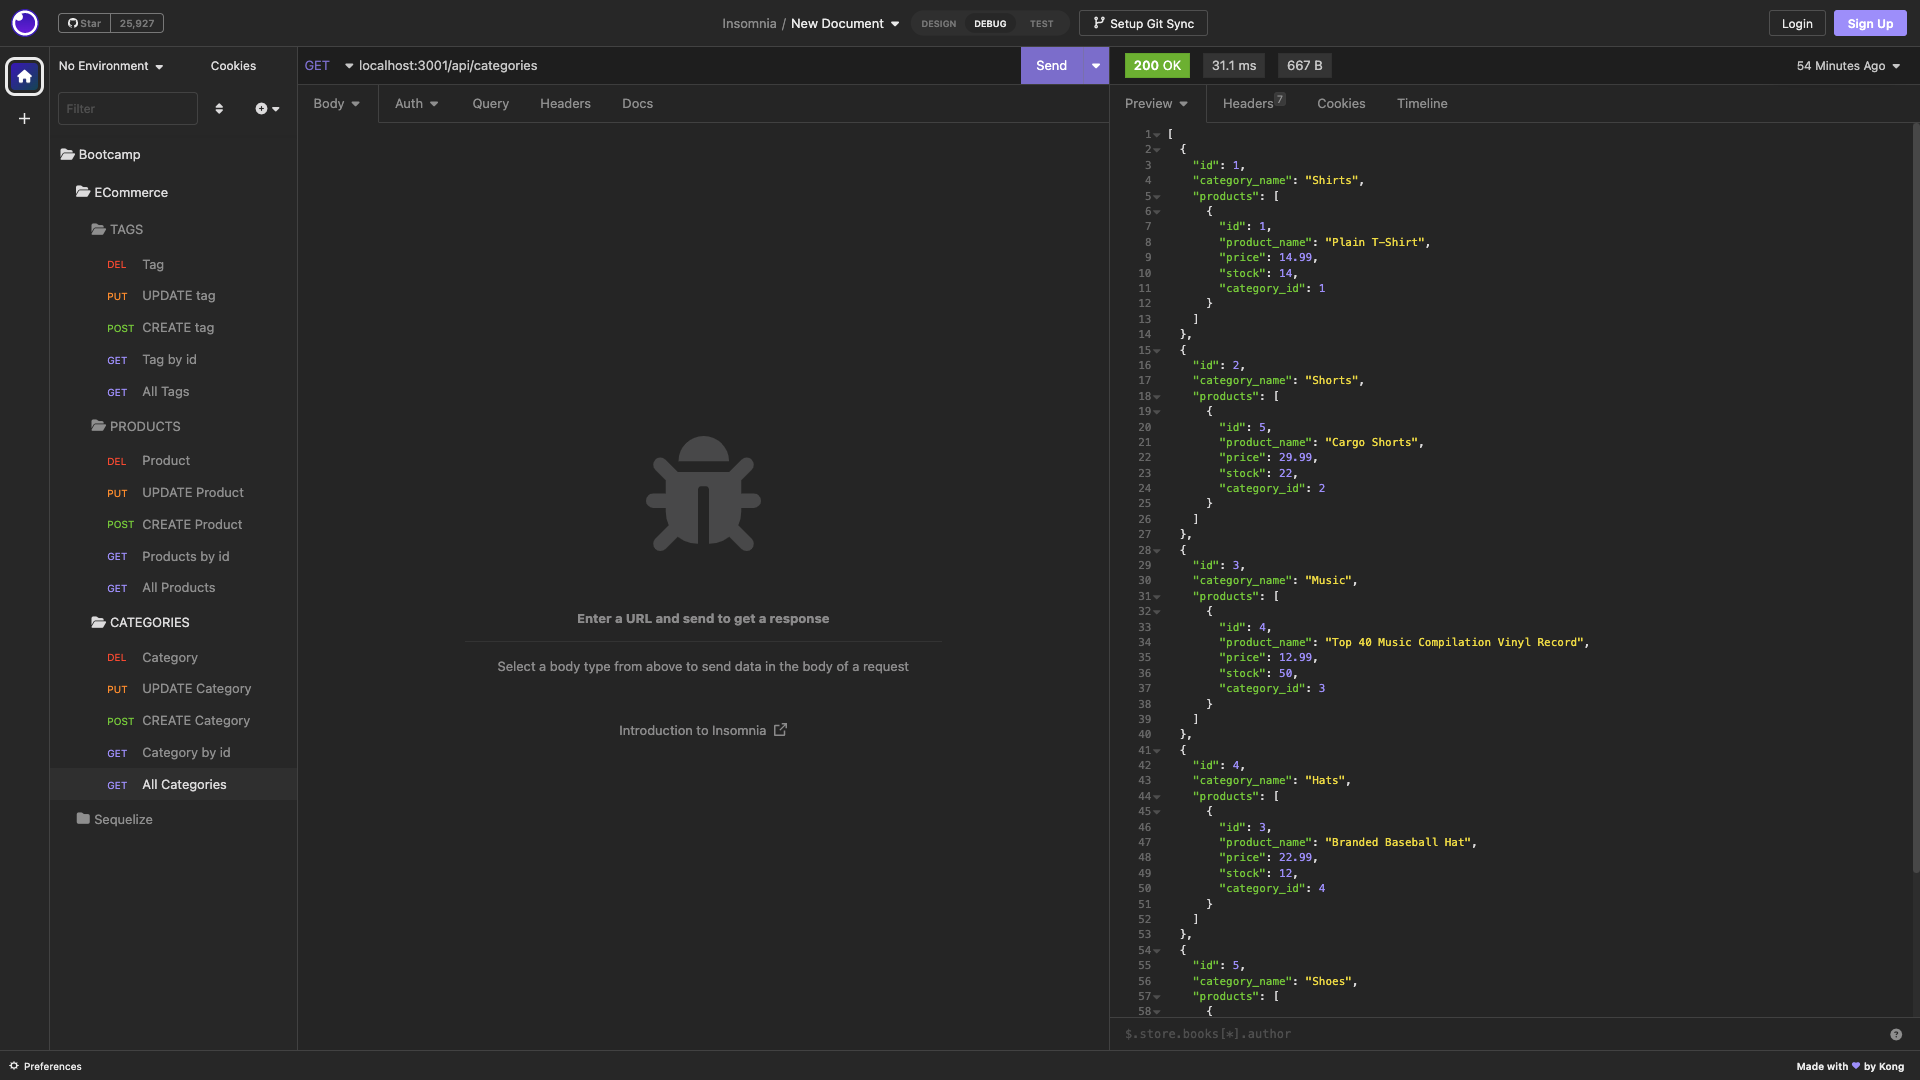 Star 25,927
Insomnia / New Document
DESIGN DEBUG TEST
Setup Git Sync
Login
Sign Up
No Environment
Cookies
Filter
Bootcamp
ECommerce
TAGS
DEL Tag
PUT UPDATE tag
POST CREATE tag
GET Tag by id
GET All Tags
PRODUCTS
DEL Product
PUT UPDATE Product
POST CREATE Product
GET Products by id
GET All Products
CATEGORIES
DEL Category
PUT UPDATE Category
POST CREATE Category
GET Category by id
GET All Categories
Sequelize
GET localhost:3001/api/categories
Send
Body Auth Query Headers Docs
Enter a URL and send to get a response
Select a body type from above to send data in the body of a request
Introduction to Insomnia
200 OK 31.1 ms 667 B
54 Minutes Ago
Preview Headers 7 Cookies Timeline
1 [
2 {
3 "id": 1,
4 "category_name": "Shirts",
5 "products": [
6 {
7 "id": 1,
8 "product_name": "Plain T-Shirt",
9 "price": 14.99,
10 "stock": 14,
11 "category_id": 1
12 }
13 ]
14 },
15 {
16 "id": 2,
17 "category_name": "Shorts",
18 "products": [
19 {
20 "id": 5,
21 "product_name": "Cargo Shorts",
22 "price": 29.99,
23 "stock": 22,
24 "category_id": 2
25 }
26 ]
27 },
28 {
29 "id": 3,
30 "category_name": "Music",
31 "products": [
32 {
33 "id": 4,
34 "product_name": "Top 40 Music Compilation Vinyl Record",
35 "price": 12.99,
36 "stock": 50,
37 "category_id": 3
38 }
39 ]
40 },
41 {
42 "id": 4,
43 "category_name": "Hats",
44 "products": [
45 {
46 "id": 3,
47 "product_name": "Branded Baseball Hat",
48 "price": 22.99,
49 "stock": 12,
50 "category_id": 4
51 }
52 ]
53 },
54 {
55 "id": 5,
56 "category_name": "Shoes",
57 "products": [
58 {
$.store.books[*].author
Preferences
Made with ♥ by Kong